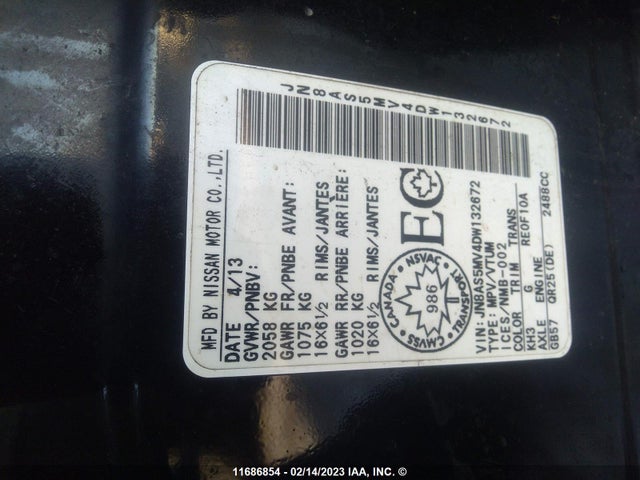 JN8AS5MV4DW132672
MFD BY NISSAN MOTOR CO.,LTD.
DATE 4/13
GVWR/PNBV:
2058 KG
GAWR FR/PNBE AVANT:
1075 KG
16X6½ RIMS/JANTES
GAWR RR/PNBE ARRIÈRE:
1020 KG
16X6½ RIMS/JANTES
EC
CANADA
NSVAC
TRANSPORT
CMVSS
986
VIN: JN8AS5MV4DW132672
TYPE: MPV/VTUM
ICES/NMB-002
COLOR TRIM TRANS
KH3 G RE0F10A
AXLE ENGINE
GB57 QR25(DE) 2488CC
11686854 - 02/14/2023 IAA, INC. ©